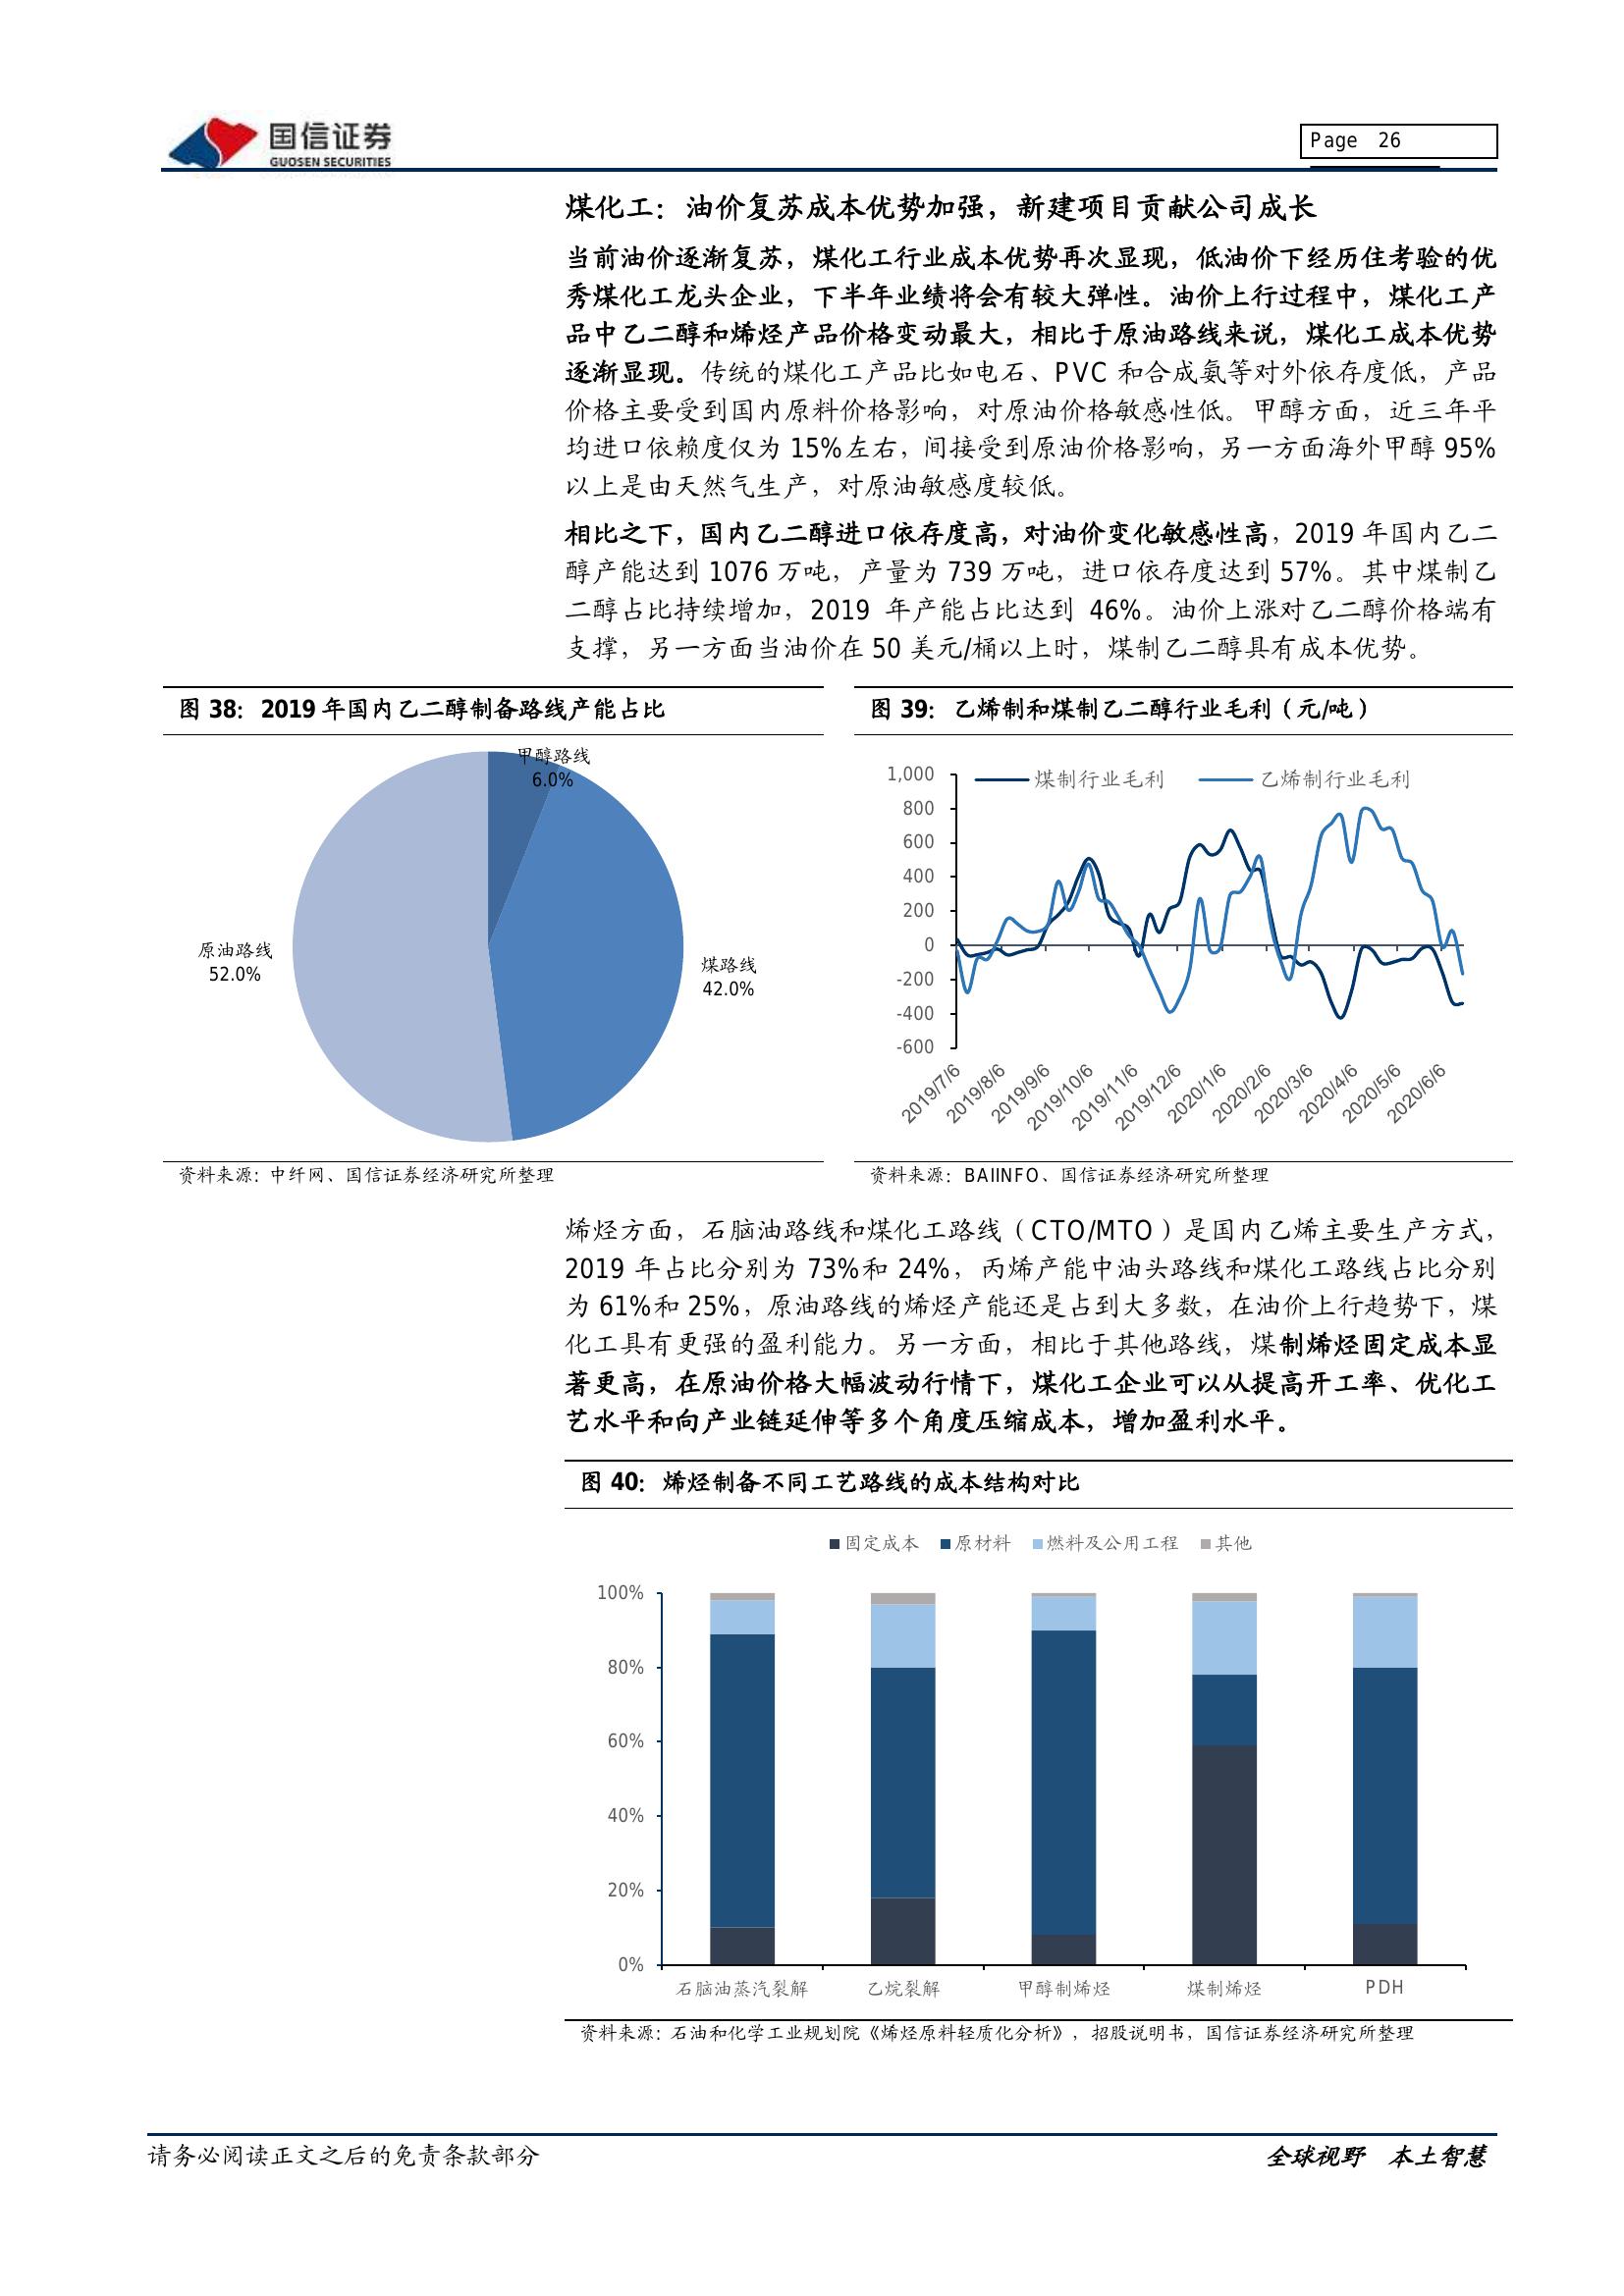 国信证券
GUOSEN SECURITIES
Page 26
煤化工：油价复苏成本优势加强，新建项目贡献公司成长
当前油价逐渐复苏，煤化工行业成本优势再次显现，低油价下经历住考验的优
秀煤化工龙头企业，下半年业绩将会有较大弹性。油价上行过程中，煤化工产
品中乙二醇和烯烃产品价格变动最大，相比于原油路线来说，煤化工成本优势
逐渐显现。传统的煤化工产品比如电石、PVC 和合成氨等对外依存度低，产品
价格主要受到国内原料价格影响，对原油价格敏感性低。甲醇方面，近三年平
均进口依赖度仅为 15%左右，间接受到原油价格影响，另一方面海外甲醇 95%
以上是由天然气生产，对原油敏感度较低。
相比之下，国内乙二醇进口依存度高，对油价变化敏感性高，2019 年国内乙二
醇产能达到 1076 万吨，产量为 739 万吨，进口依存度达到 57%。其中煤制乙
二醇占比持续增加，2019 年产能占比达到 46%。油价上涨对乙二醇价格端有
支撑，另一方面当油价在 50 美元/桶以上时，煤制乙二醇具有成本优势。
图 38：2019 年国内乙二醇制备路线产能占比
甲醇路线
6.0%
原油路线
52.0%
煤路线
42.0%
资料来源：中纤网、国信证券经济研究所整理
图 39：乙烯制和煤制乙二醇行业毛利（元/吨）
煤制行业毛利 乙烯制行业毛利
1,000
800
600
400
200
0
-200
-400
-600
2019/7/6 2019/8/6 2019/9/6 2019/10/6 2019/11/6 2019/12/6 2020/1/6 2020/2/6 2020/3/6 2020/4/6 2020/5/6 2020/6/6
资料来源：BAIINFO、国信证券经济研究所整理
烯烃方面，石脑油路线和煤化工路线（CTO/MTO）是国内乙烯主要生产方式，
2019 年占比分别为 73%和 24%，丙烯产能中油头路线和煤化工路线占比分别
为 61%和 25%，原油路线的烯烃产能还是占到大多数，在油价上行趋势下，煤
化工具有更强的盈利能力。另一方面，相比于其他路线，煤制烯烃固定成本显
著更高，在原油价格大幅波动行情下，煤化工企业可以从提高开工率、优化工
艺水平和向产业链延伸等多个角度压缩成本，增加盈利水平。
图 40：烯烃制备不同工艺路线的成本结构对比
固定成本 原材料 燃料及公用工程 其他
100%
80%
60%
40%
20%
0%
石脑油蒸汽裂解 乙烷裂解 甲醇制烯烃 煤制烯烃 PDH
资料来源：石油和化学工业规划院《烯烃原料轻质化分析》，招股说明书，国信证券经济研究所整理
请务必阅读正文之后的免责条款部分
全球视野 本土智慧